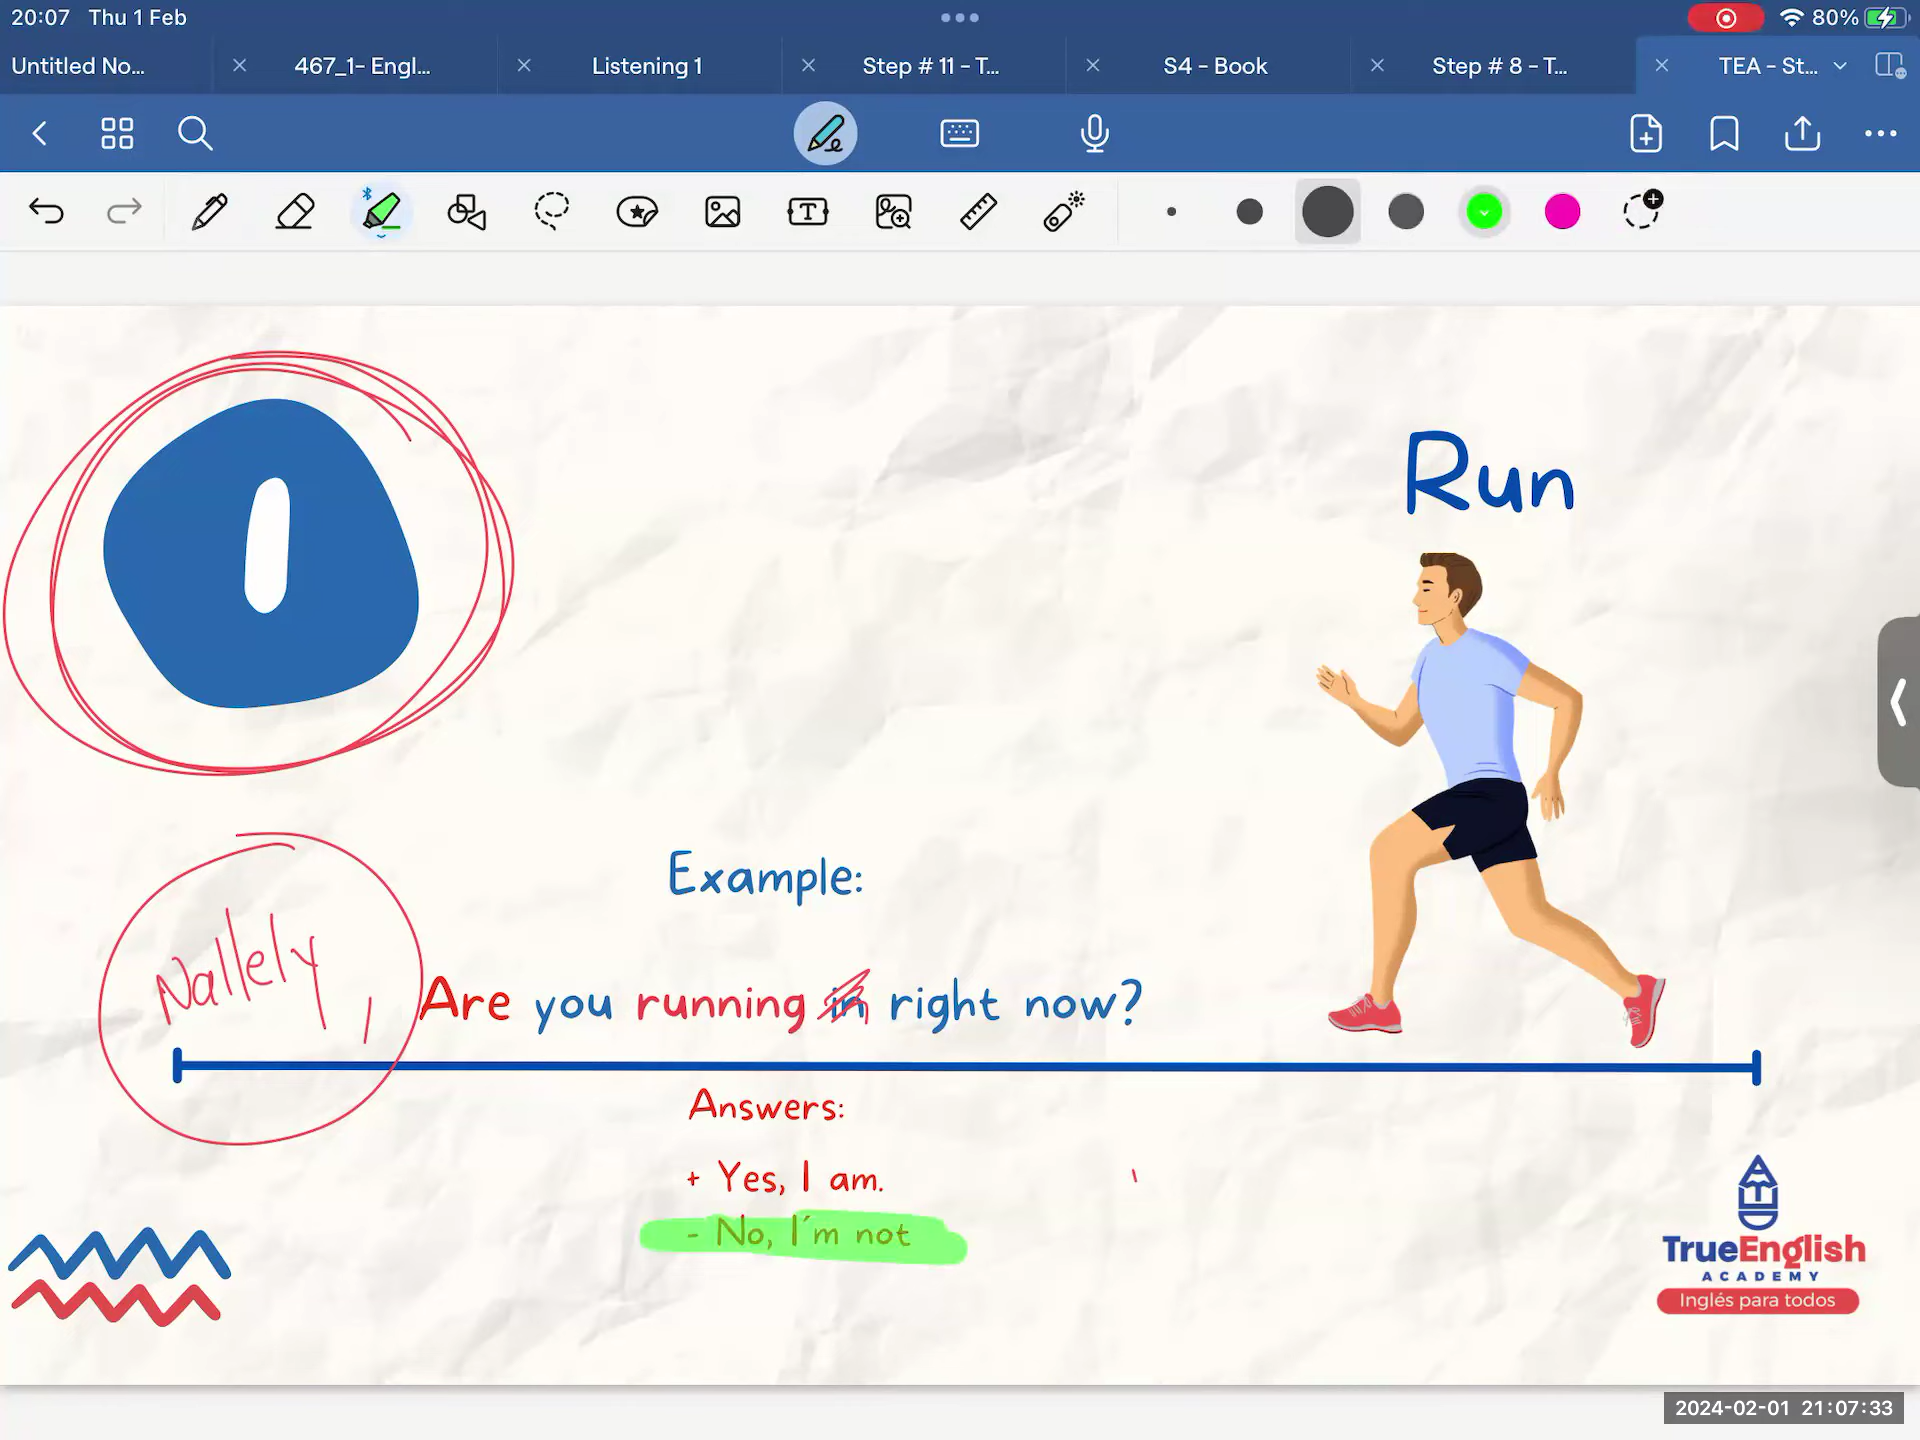 20:07 Thu 1 Feb
80%
Untitled No...
467_1- Engl...
Listening 1
Step # 11 - T...
S4 - Book
Step # 8 - T...
TEA - St...
1
Run
Example:
Nallely,
Are you running in right now?
Answers:
+ Yes, I am.
- No, I´m not
TrueEnglish
ACADEMY
Inglés para todos
2024-02-01 21:07:33